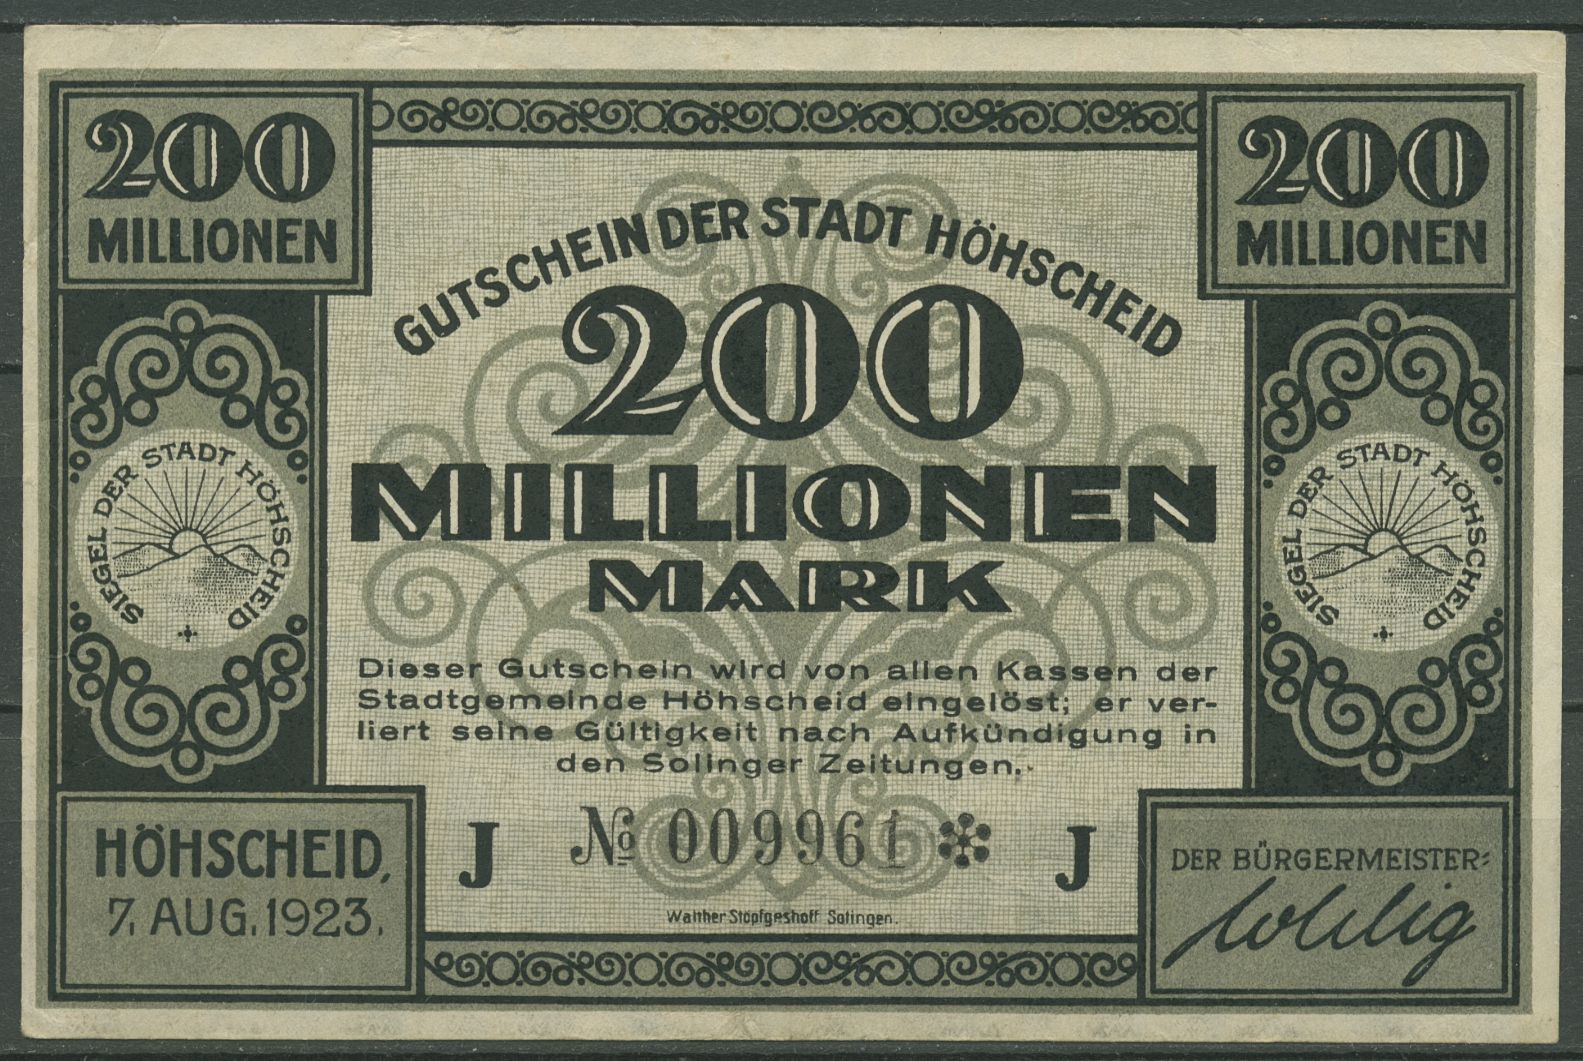 200
MILLIONEN
200
MILLIONEN
GUTSCHEIN DER STADT HÖHSCHEID
200
MILLIONEN
MARK
SIEGEL DER STADT HÖHSCHEID
SIEGEL DER STADT HÖHSCHEID
Dieser Gutschein wird von allen Kassen der
Stadtgemeinde Höhscheid eingelöst; er ver-
liert seine Gültigkeit nach Aufkündigung in
den Solinger Zeitungen.
HÖHSCHEID,
7. AUG. 1923.
J № 009961 J
Walther Stöpfgeshoff Solingen.
DER BÜRGERMEISTER: